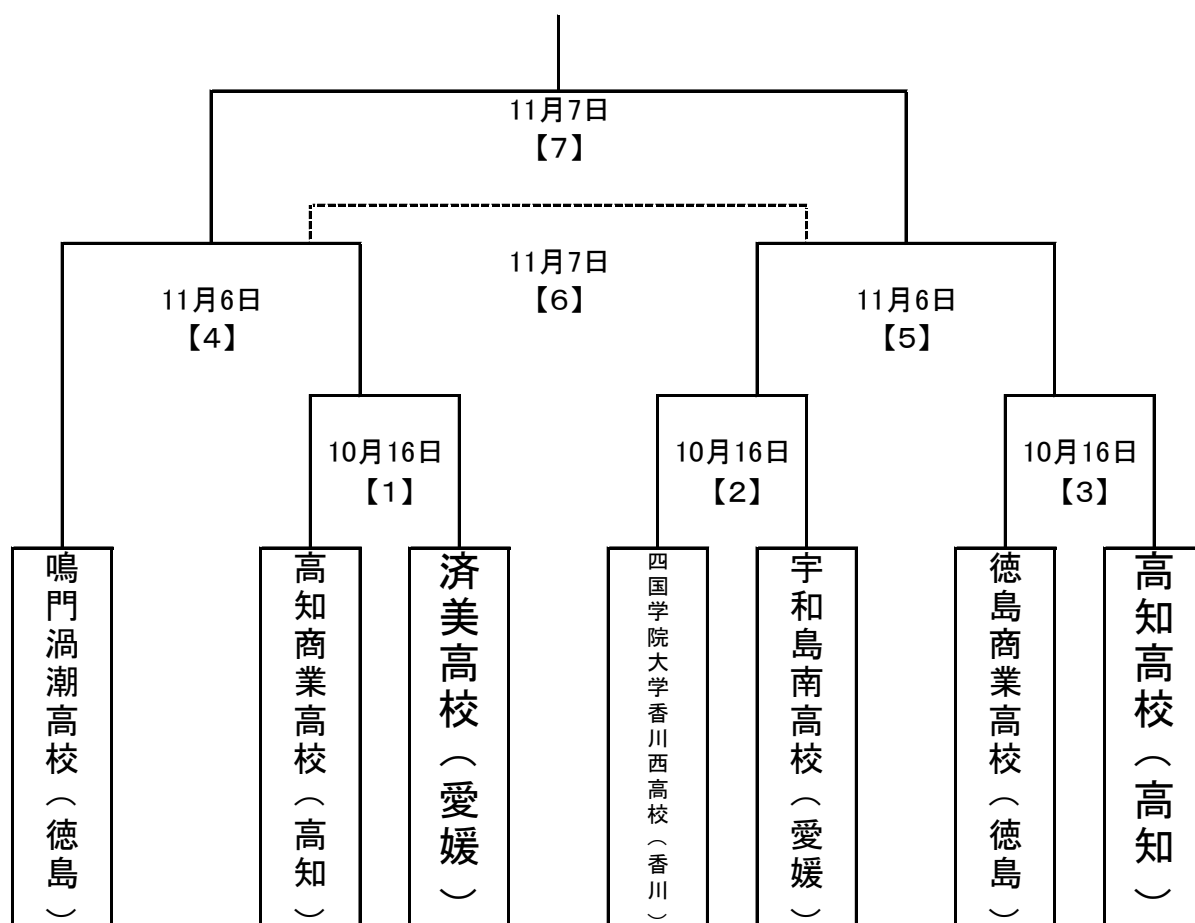 11月7日
【7】
11月7日
【6】
11月6日
【4】
11月6日
【5】
10月16日
【1】
10月16日
【2】
10月16日
【3】
鳴門渦潮高校（徳島）
高知商業高校（高知）
済美高校（愛媛）
四国学院大学香川西高校（香川）
宇和島南高校（愛媛）
徳島商業高校（徳島）
高知高校（高知）